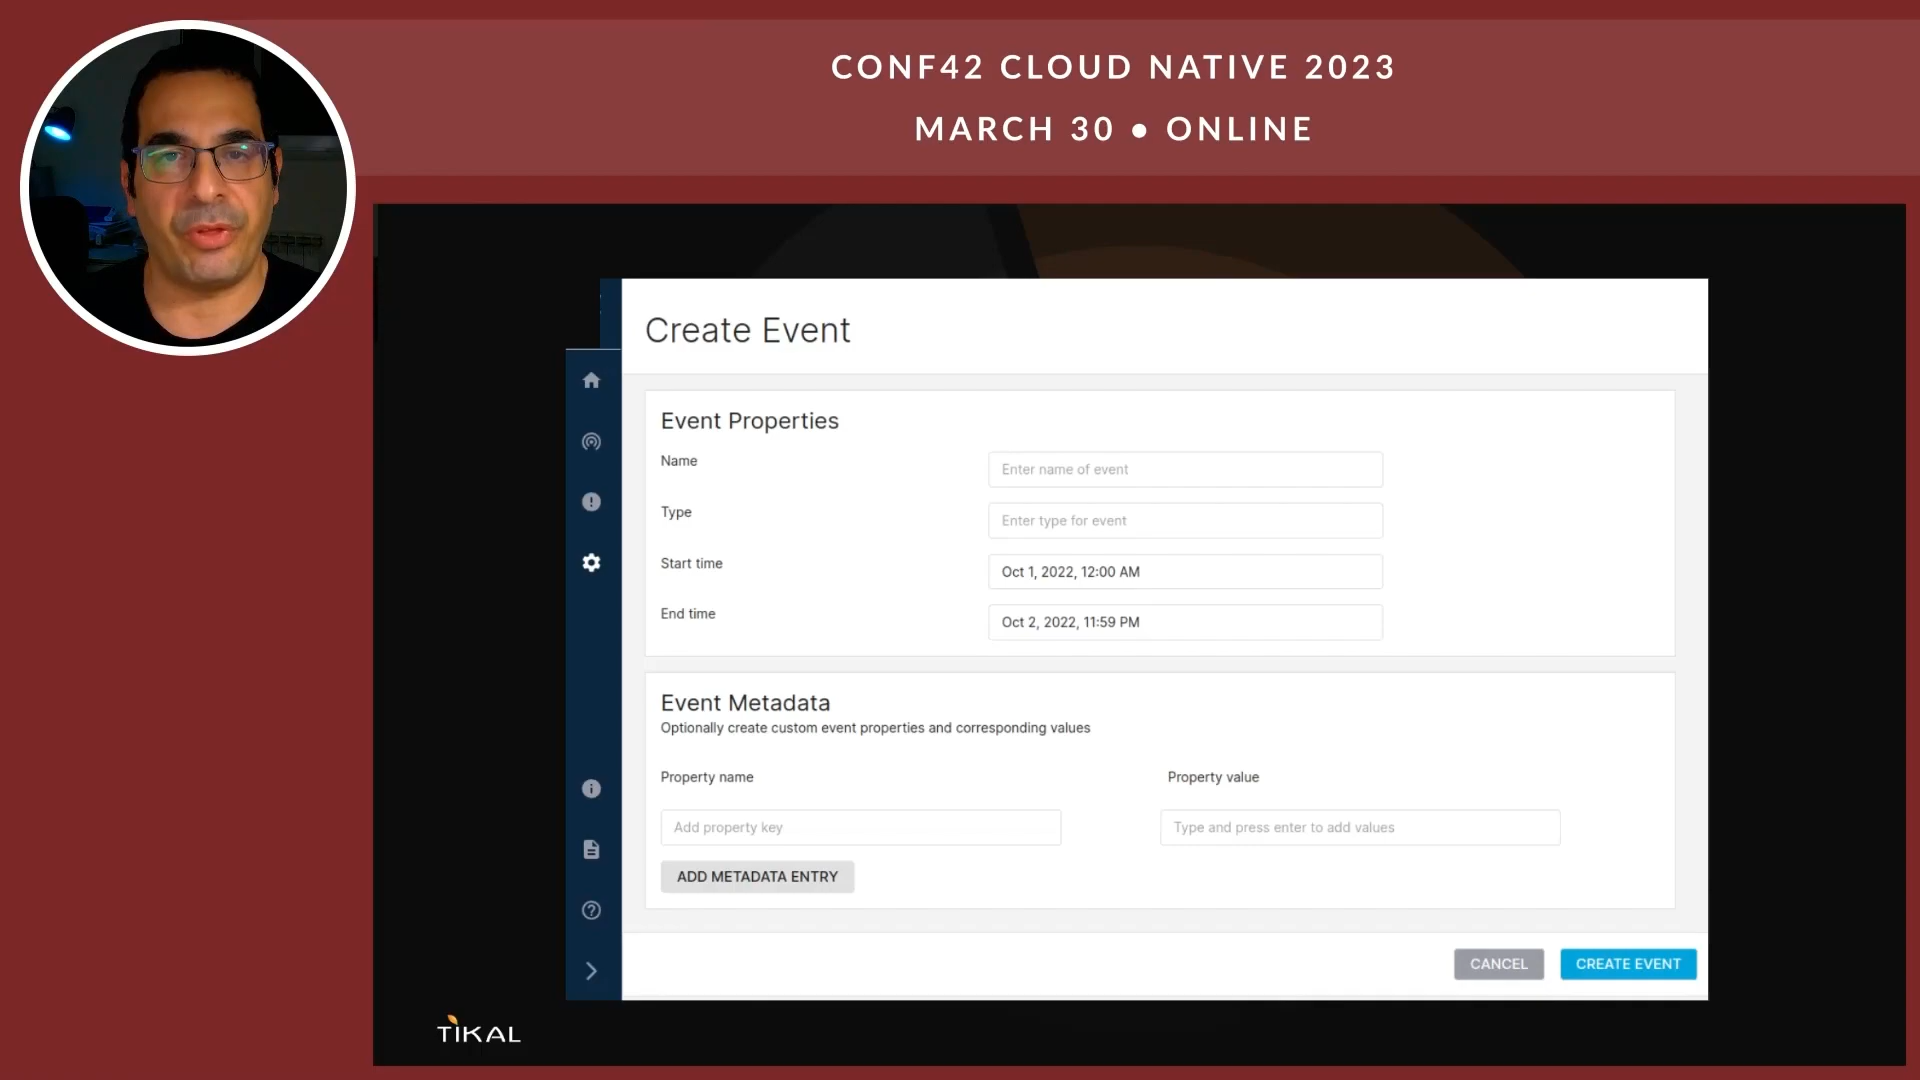 CONF42 CLOUD NATIVE 2023
MARCH 30 • ONLINE
Create Event
Event Properties
Name
Enter name of event
Type
Enter type for event
Start time
Oct 1, 2022, 12:00 AM
End time
Oct 2, 2022, 11:59 PM
Event Metadata
Optionally create custom event properties and corresponding values
Property name
Property value
Add property key
Type and press enter to add values
ADD METADATA ENTRY
CANCEL
CREATE EVENT
TIKAL